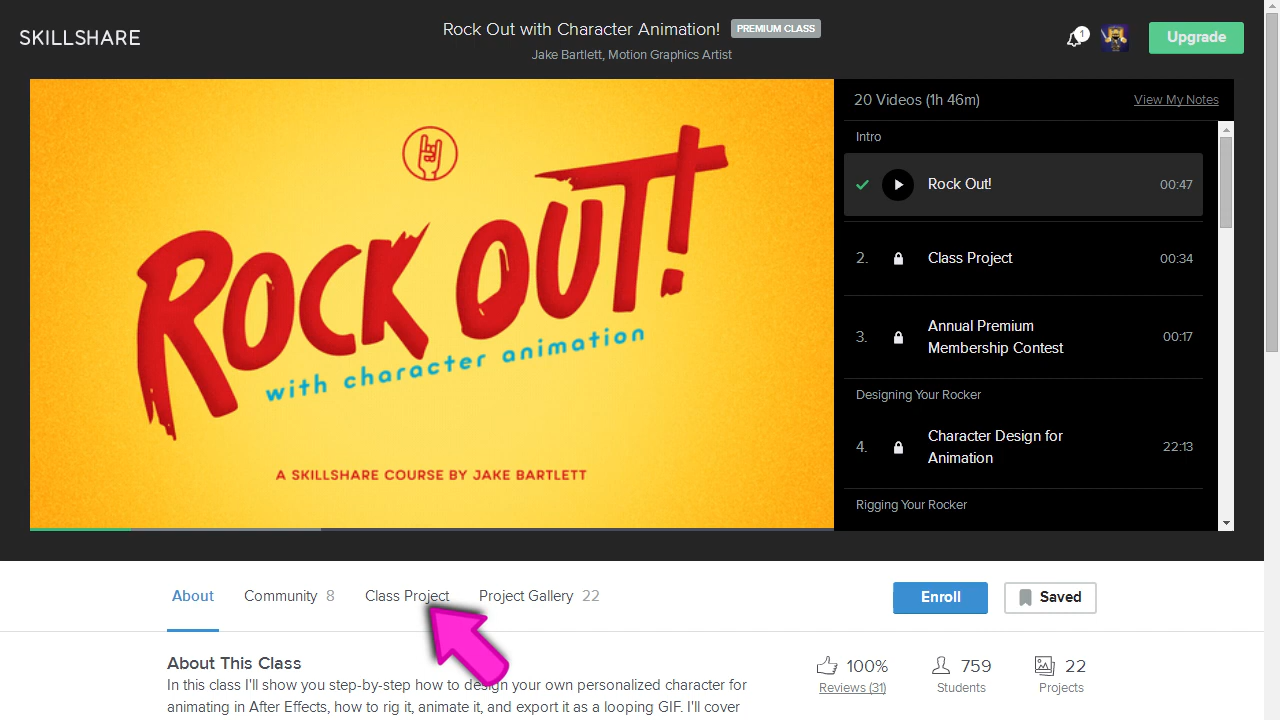 SKILLSHARE
Rock Out with Character Animation! PREMIUM CLASS
Jake Bartlett, Motion Graphics Artist
1
Upgrade
ROCK OUT!
with character animation
A SKILLSHARE COURSE BY JAKE BARTLETT
20 Videos (1h 46m) View My Notes
Intro
Rock Out! 00:47
2. Class Project 00:34
3. Annual Premium Membership Contest 00:17
Designing Your Rocker
4. Character Design for Animation 22:13
Rigging Your Rocker
About Community 8 Class Project Project Gallery 22
Enroll Saved
About This Class
In this class I'll show you step-by-step how to design your own personalized character for
animating in After Effects, how to rig it, animate it, and export it as a looping GIF. I'll cover
100% 759 22
Reviews (31) Students Projects